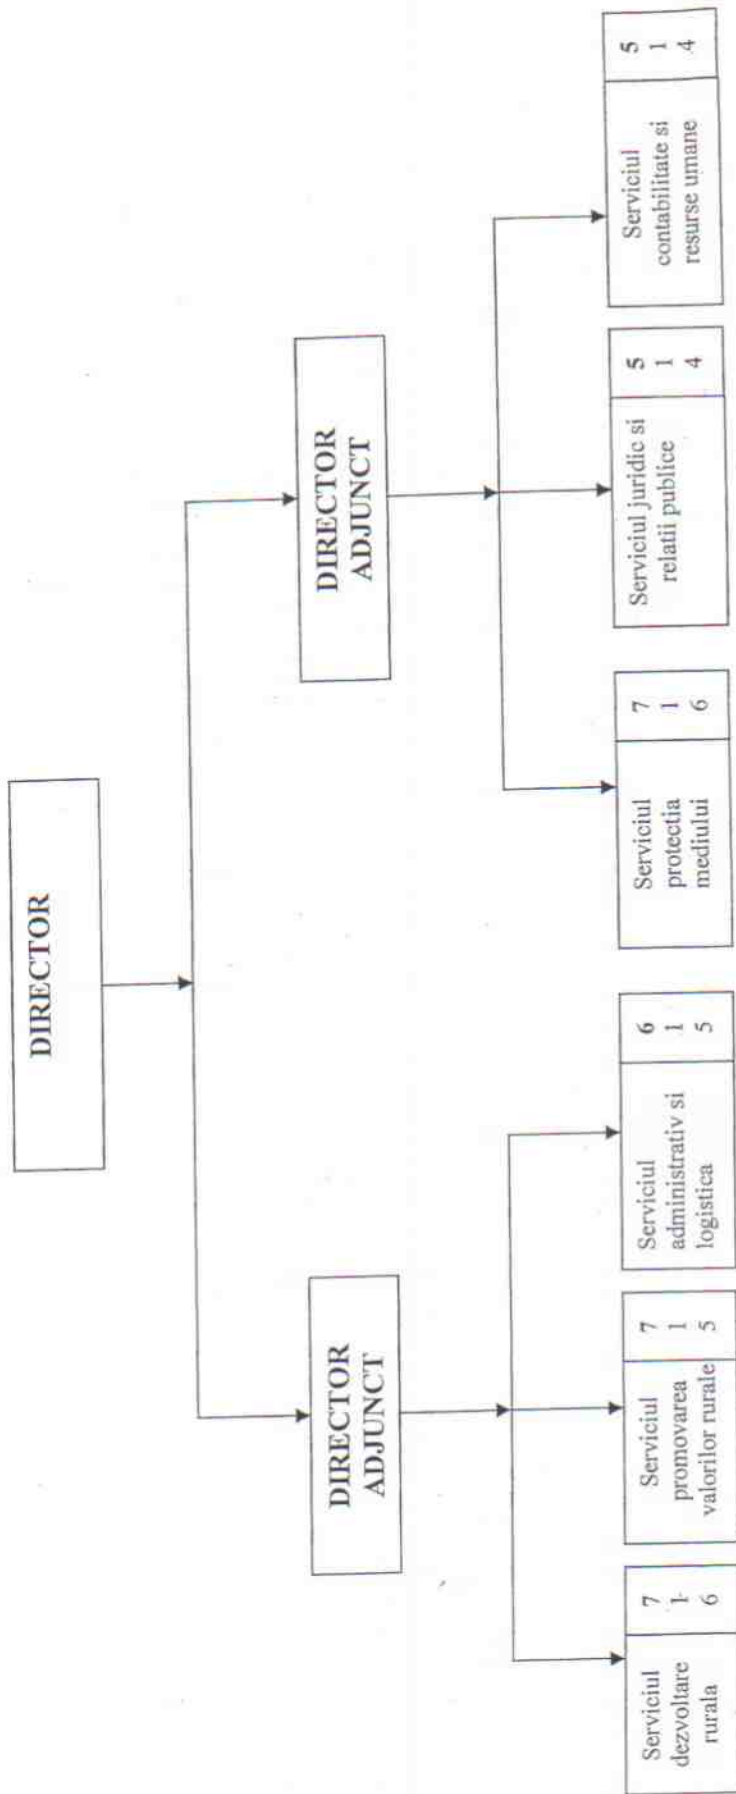 DIRECTOR
DIRECTOR
ADJUNCT
DIRECTOR
ADJUNCT
Serviciul
dezvoltare
rurala
7
1
6
Serviciul
promovarea
valorilor rurale
7
1
5
Serviciul
administrativ si
logistica
6
1
5
Serviciul
protectia
mediului
7
1
6
Serviciul juridic si
relatii publice
5
1
4
Serviciul
contabilitate si
resurse umane
5
1
4